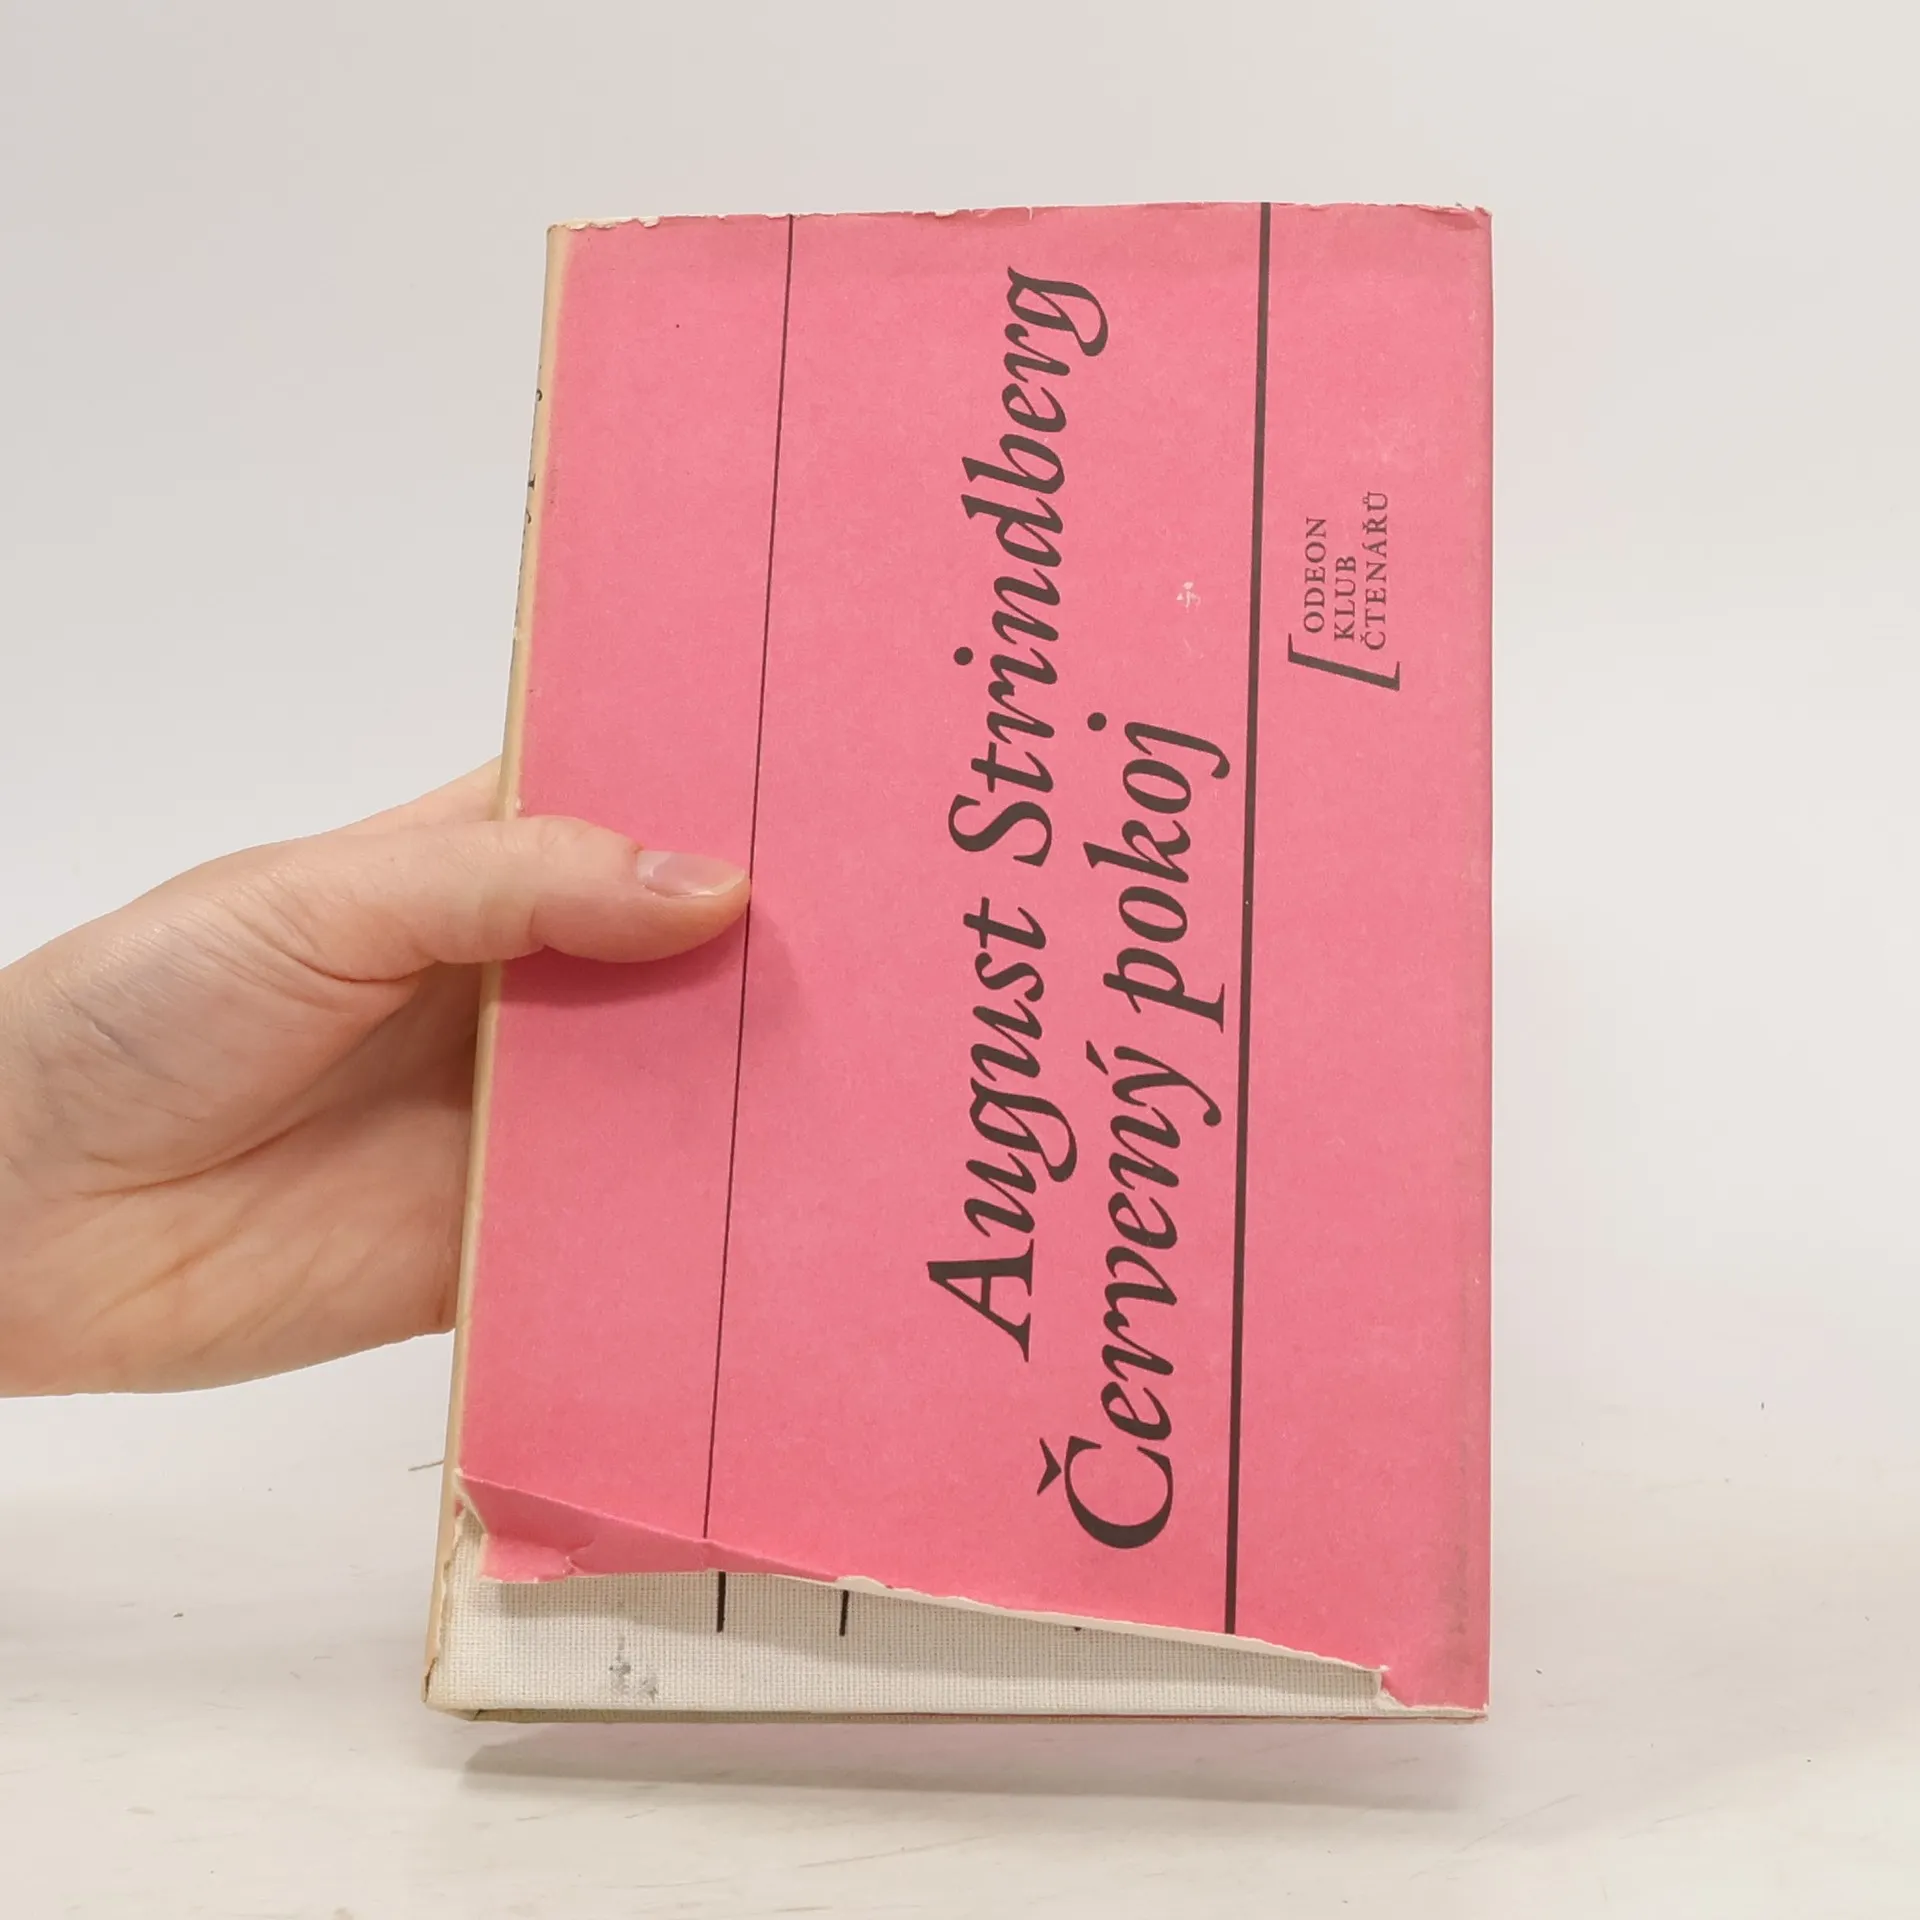 August Strindberg
Červený pokoj
ODEON
KLUB
ČTENÁŘŮ